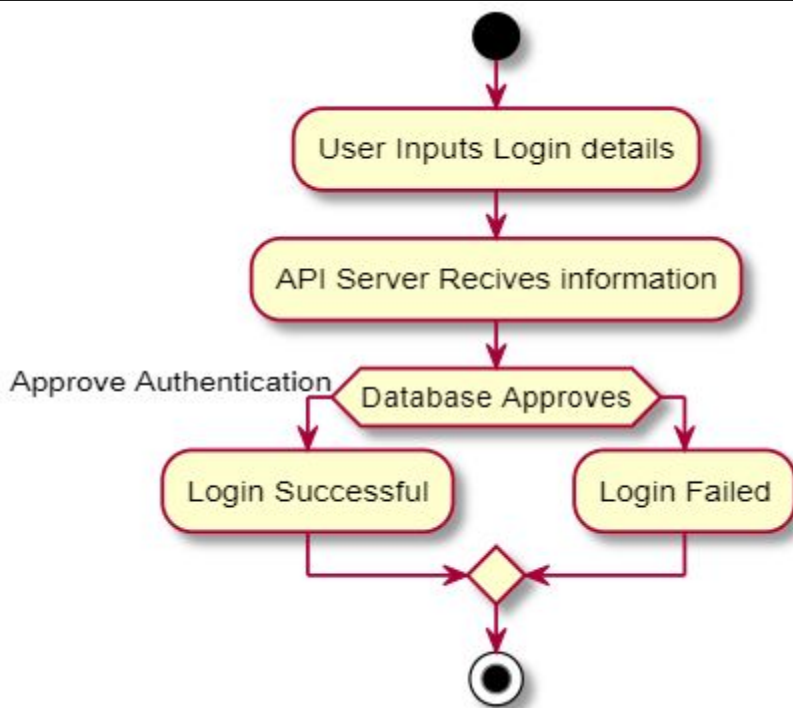 User Inputs Login details
API Server Recives information
Approve Authentication
Database Approves
Login Successful
Login Failed